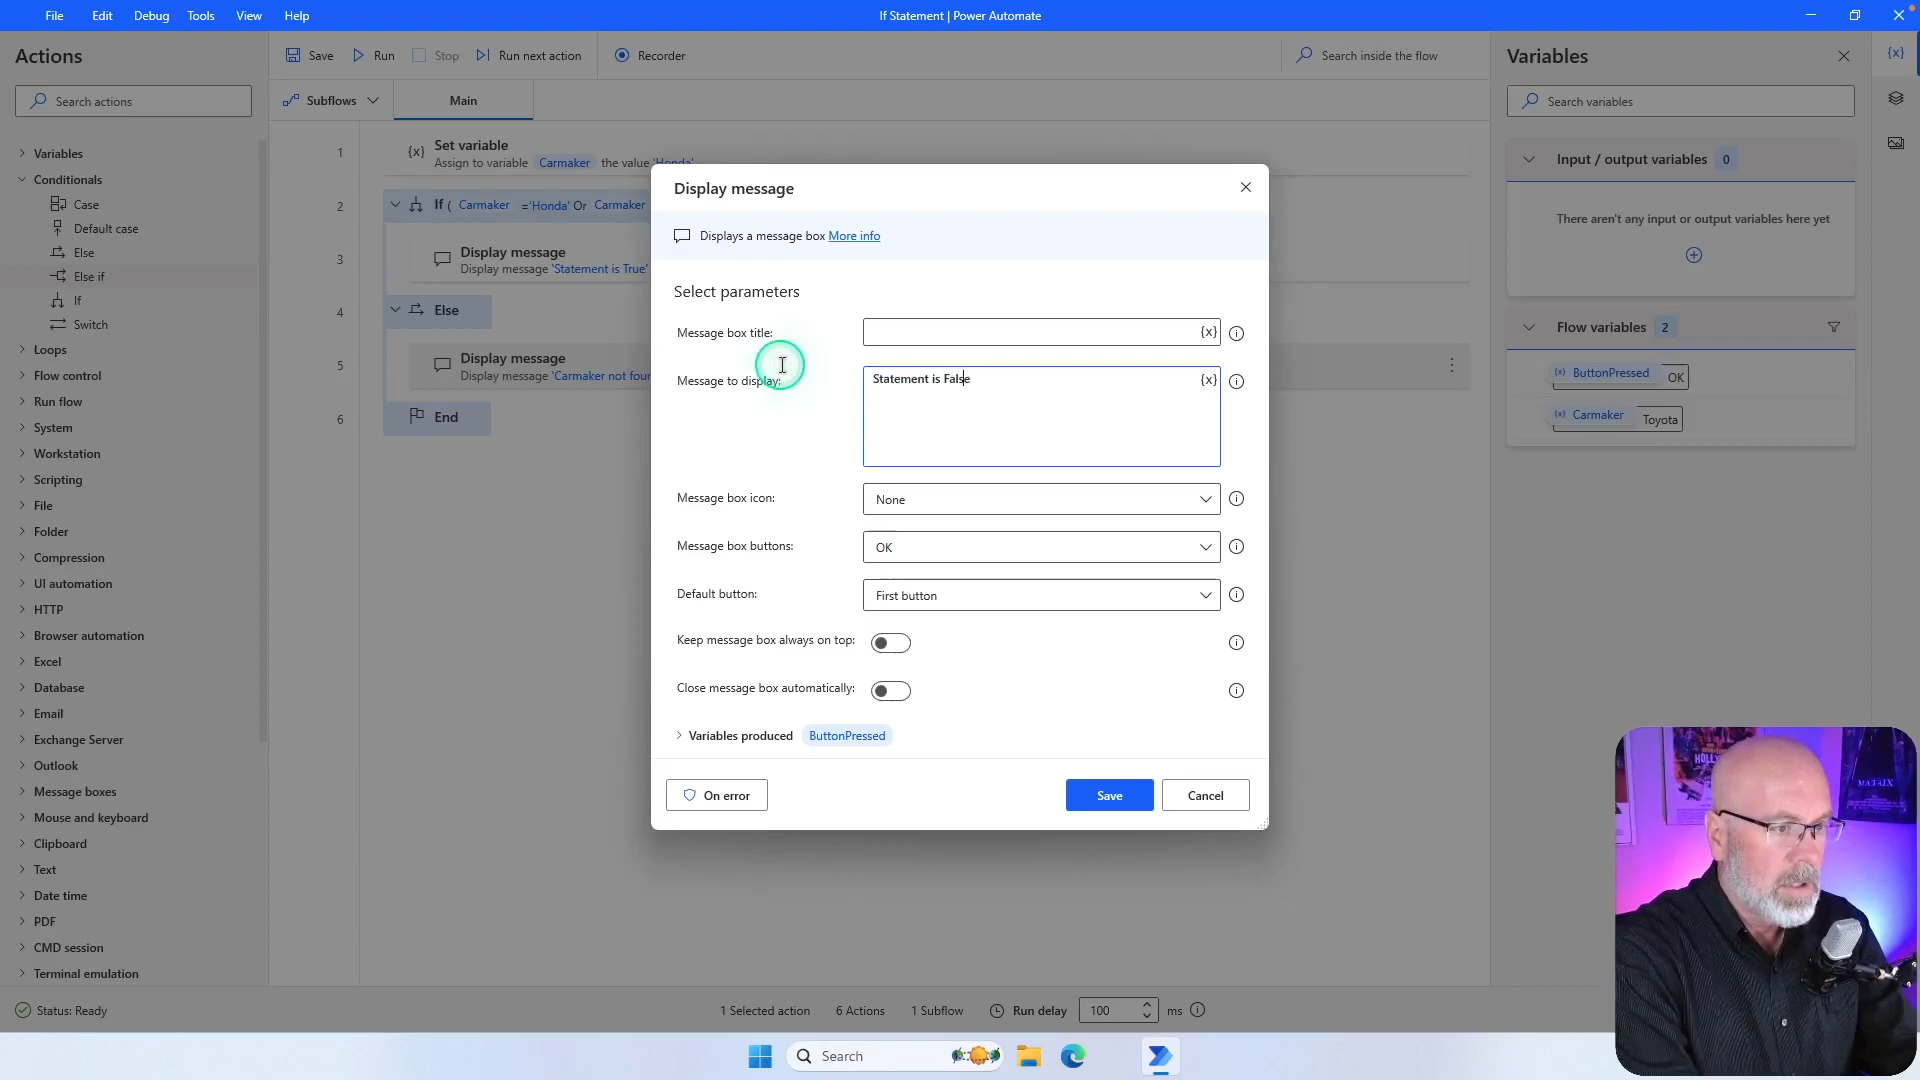 File Edit Debug Tools View Help
If Statement | Power Automate
Actions
Search actions
Variables
Conditionals
Case
Default case
Else
Else if
If
Switch
Loops
Flow control
Run flow
System
Workstation
Scripting
File
Folder
Compression
UI automation
HTTP
Browser automation
Excel
Database
Email
Exchange Server
Outlook
Message boxes
Mouse and keyboard
Clipboard
Text
Date time
PDF
CMD session
Terminal emulation
Save Run Stop Run next action Recorder
Search inside the flow
Subflows Main
1 {x} Set variable
Assign to variable Carmaker the value 'Honda'
2 If ( Carmaker ='Honda' Or Carmaker
3 Display message
Display message 'Statement is True'
4 Else
5 Display message
Display message 'Carmaker not foun
6 End
Display message
Displays a message box More info
Select parameters
Message box title: {x}
Message to display: Statement is False {x}
Message box icon: None
Message box buttons: OK
Default button: First button
Keep message box always on top:
Close message box automatically:
Variables produced ButtonPressed
On error Save Cancel
Variables
{x}
Search variables
Input / output variables 0
There aren't any input or output variables here yet
Flow variables 2
(x) ButtonPressed OK
(x) Carmaker Toyota
Status: Ready
1 Selected action 6 Actions 1 Subflow Run delay 100 ms
Search
HOLLYW
MATRIX